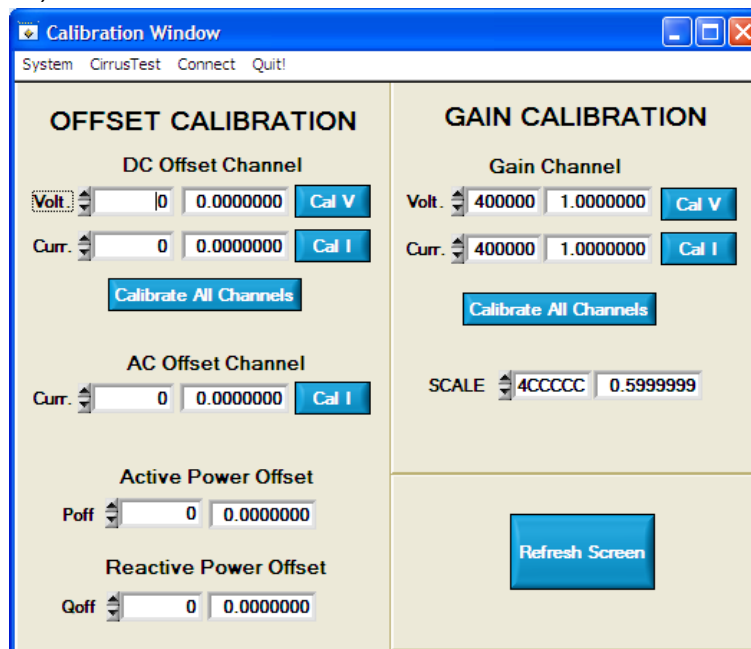 Calibration Window
System CirrusTest Connect Quit!
OFFSET CALIBRATION
DC Offset Channel
Volt. 0 0.0000000 Cal V
Curr. 0 0.0000000 Cal I
Calibrate All Channels
AC Offset Channel
Curr. 0 0.0000000 Cal I
Active Power Offset
Poff 0 0.0000000
Reactive Power Offset
Qoff 0 0.0000000
GAIN CALIBRATION
Gain Channel
Volt. 400000 1.0000000 Cal V
Curr. 400000 1.0000000 Cal I
Calibrate All Channels
SCALE 4CCCCC 0.5999999
Refresh Screen